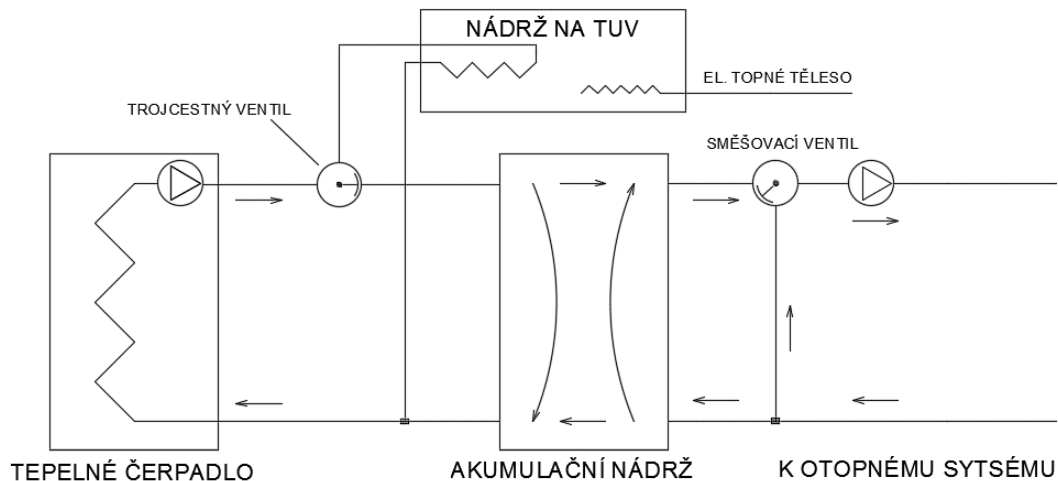 NÁDRŽ NA TUV
EL. TOPNÉ TĚLESO
TROJCESTNÝ VENTIL
SMĚŠOVACÍ VENTIL
TEPELNÉ ČERPADLO
AKUMULAČNÍ NÁDRŽ
K OTOPNÉMU SYTSÉMU